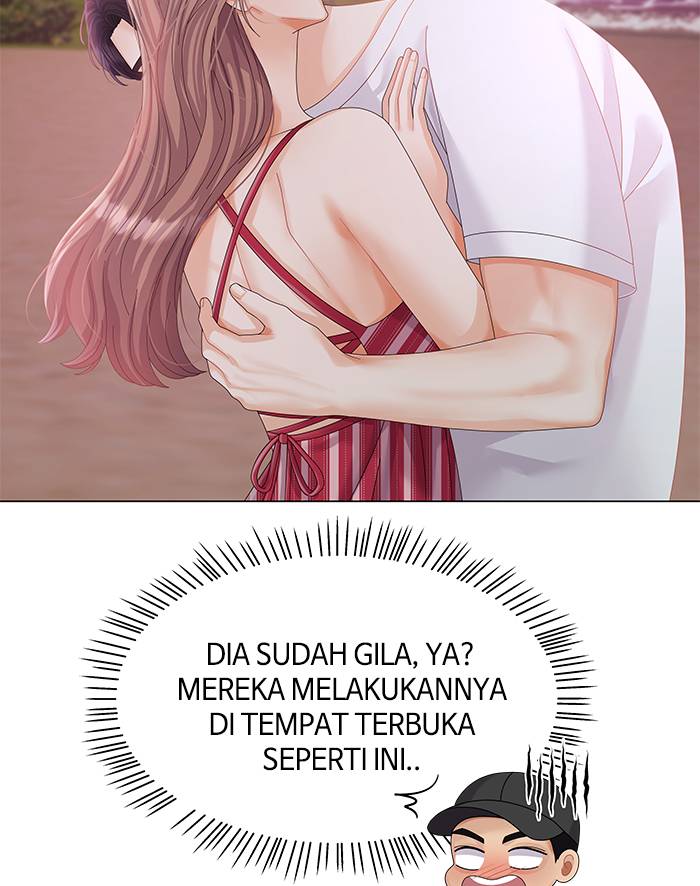 DIA SUDAH GILA, YA?
MEREKA MELAKUKANNYA
DI TEMPAT TERBUKA
SEPERTI INI..